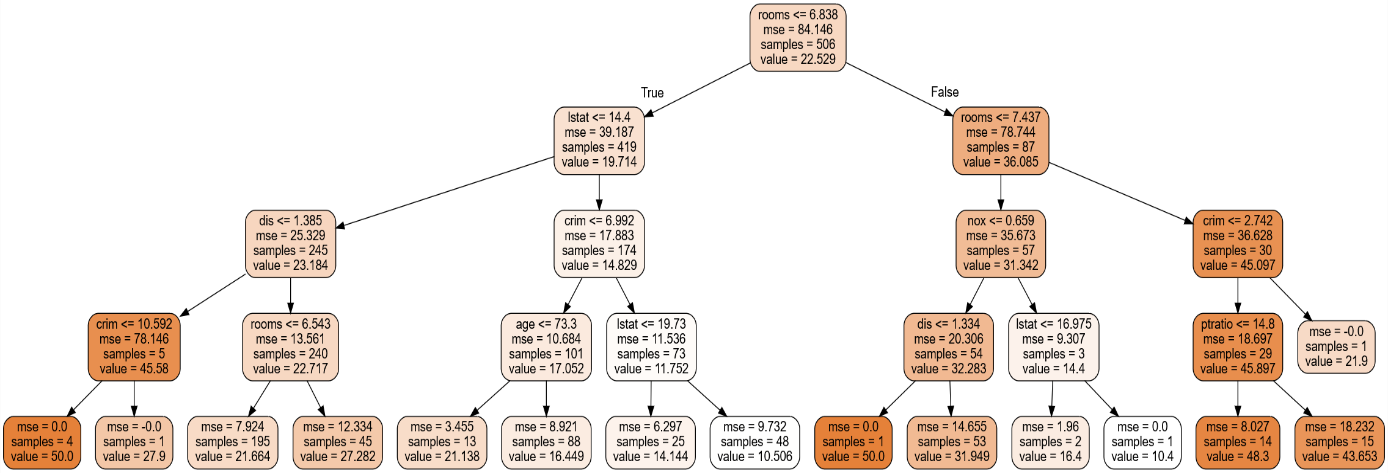 rooms <= 6.838
mse = 84.146
samples = 506
value = 22.529
True
False
lstat <= 14.4
mse = 39.187
samples = 419
value = 19.714
rooms <= 7.437
mse = 78.744
samples = 87
value = 36.085
dis <= 1.385
mse = 25.329
samples = 245
value = 23.184
crim <= 6.992
mse = 17.883
samples = 174
value = 14.829
nox <= 0.659
mse = 35.673
samples = 57
value = 31.342
crim <= 2.742
mse = 36.628
samples = 30
value = 45.097
crim <= 10.592
mse = 78.146
samples = 5
value = 45.58
rooms <= 6.543
mse = 13.561
samples = 240
value = 22.717
age <= 73.3
mse = 10.684
samples = 101
value = 17.052
lstat <= 19.73
mse = 11.536
samples = 73
value = 11.752
dis <= 1.334
mse = 20.306
samples = 54
value = 32.283
lstat <= 16.975
mse = 9.307
samples = 3
value = 14.4
ptratio <= 14.8
mse = 18.697
samples = 29
value = 45.897
mse = -0.0
samples = 1
value = 21.9
mse = 0.0
samples = 4
value = 50.0
mse = -0.0
samples = 1
value = 27.9
mse = 7.924
samples = 195
value = 21.664
mse = 12.334
samples = 45
value = 27.282
mse = 3.455
samples = 13
value = 21.138
mse = 8.921
samples = 88
value = 16.449
mse = 6.297
samples = 25
value = 14.144
mse = 9.732
samples = 48
value = 10.506
mse = 0.0
samples = 1
value = 50.0
mse = 14.655
samples = 53
value = 31.949
mse = 1.96
samples = 2
value = 16.4
mse = 0.0
samples = 1
value = 10.4
mse = 8.027
samples = 14
value = 48.3
mse = 18.232
samples = 15
value = 43.653